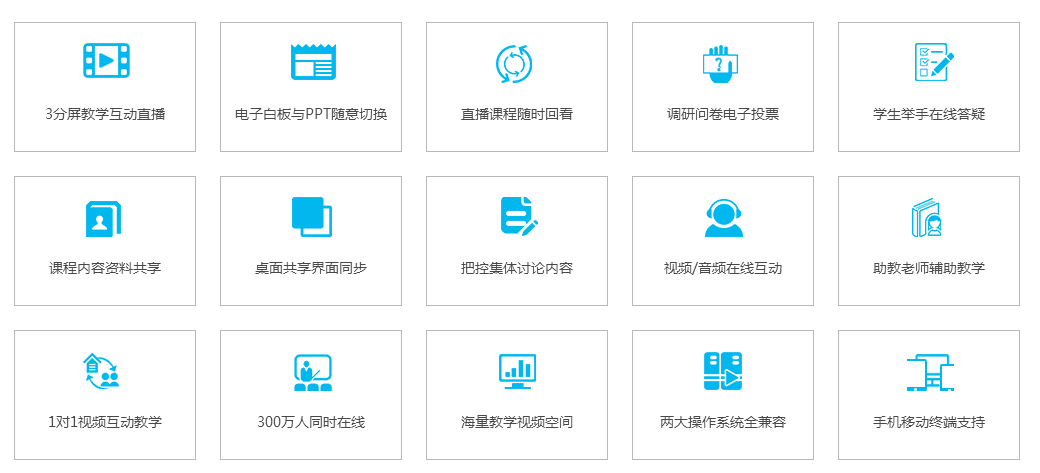 3分屏教学互动直播
电子白板与PPT随意切换
直播课程随时回看
?
调研问卷电子投票
学生举手在线答疑
课程内容资料共享
桌面共享界面同步
把控集体讨论内容
视频/音频在线互动
助教老师辅助教学
1对1视频互动教学
300万人同时在线
海量教学视频空间
两大操作系统全兼容
手机移动终端支持